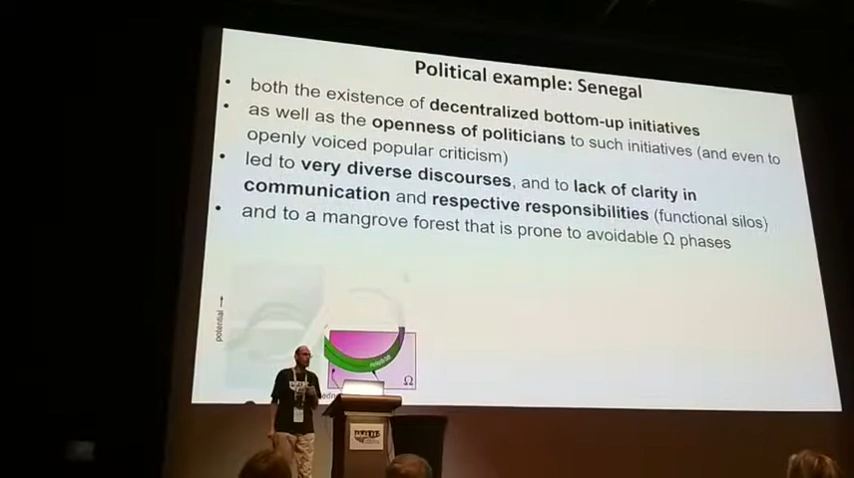 Political example: Senegal
• both the existence of decentralized bottom-up initiatives
• as well as the openness of politicians to such initiatives (and even to
openly voiced popular criticism)
• led to very diverse discourses, and to lack of clarity in
communication and respective responsibilities (functional silos)
• and to a mangrove forest that is prone to avoidable Ω phases
potential →
Ω